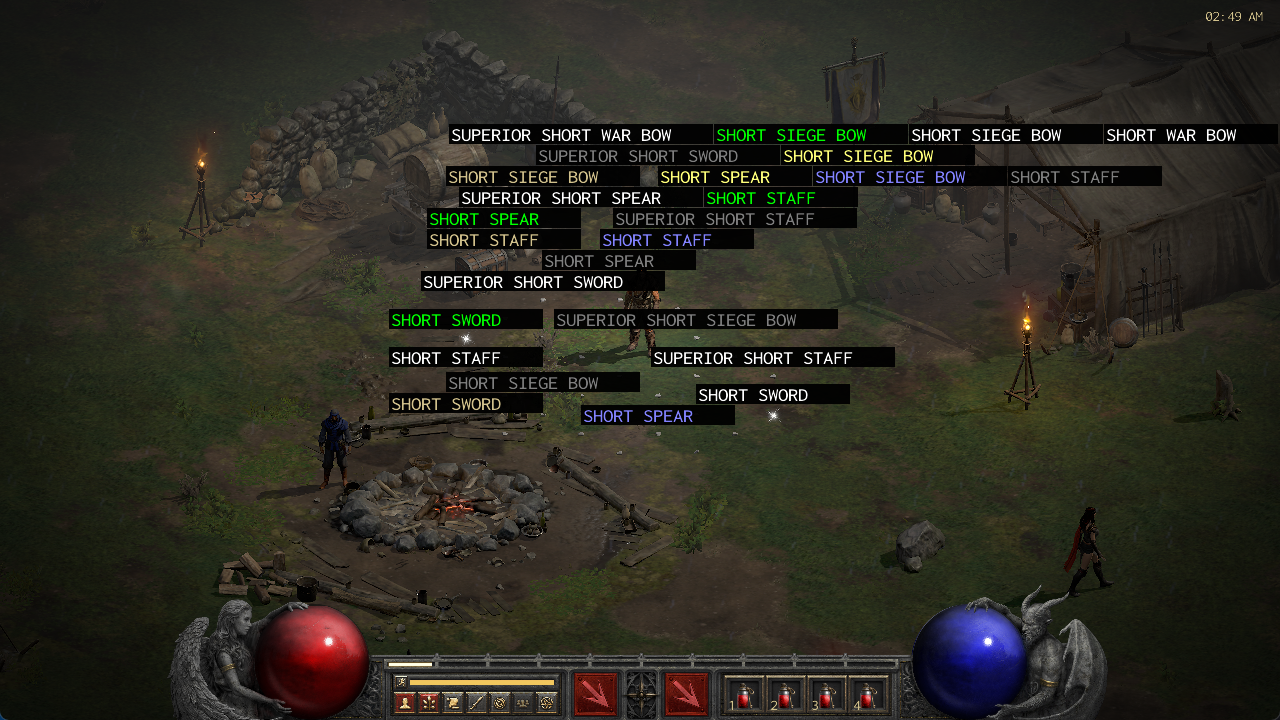 02:49 AM
SUPERIOR SHORT WAR BOW SHORT SIEGE BOW SHORT SIEGE BOW SHORT WAR BOW
SUPERIOR SHORT SWORD SHORT SIEGE BOW
SHORT SIEGE BOW SHORT SPEAR SHORT SIEGE BOW SHORT STAFF
SUPERIOR SHORT SPEAR SHORT STAFF
SHORT SPEAR SUPERIOR SHORT STAFF
SHORT STAFF SHORT STAFF
SHORT SPEAR
SUPERIOR SHORT SWORD
SHORT SWORD SUPERIOR SHORT SIEGE BOW
SHORT STAFF SUPERIOR SHORT STAFF
SHORT SIEGE BOW
SHORT SWORD
SHORT SWORD
SHORT SPEAR
1 2 3 4